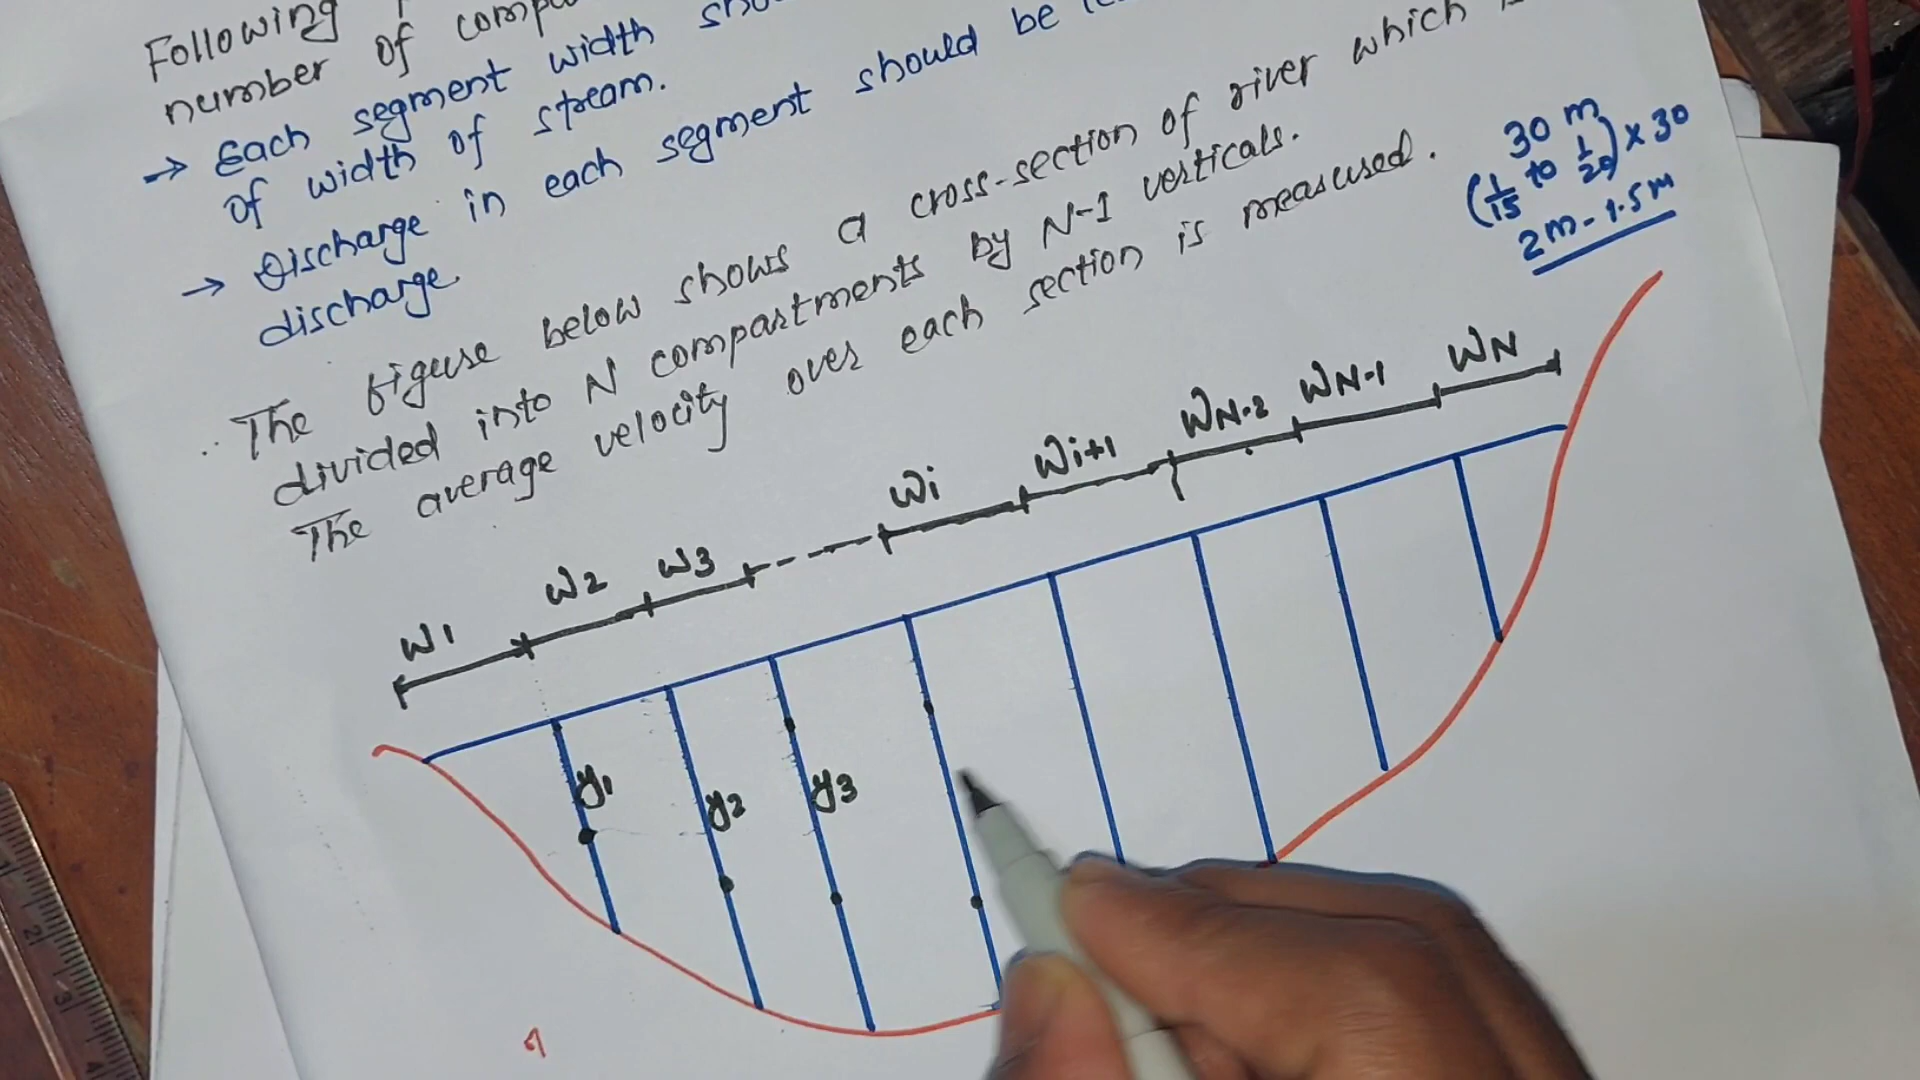 Following
number of
→ Each segment width
of width of stream.
→ Discharge in each segment should be
discharge.
The figure below shows a cross-section of river which
divided into N compartments by N-1 verticals.
The average velocity over each section is measured.
30 m
(1/15 to 1/20) x 30
2m - 1.5m
W1 W2 W3 Wi Wi+1 WN-2 WN-1 WN
y1 y2 y3